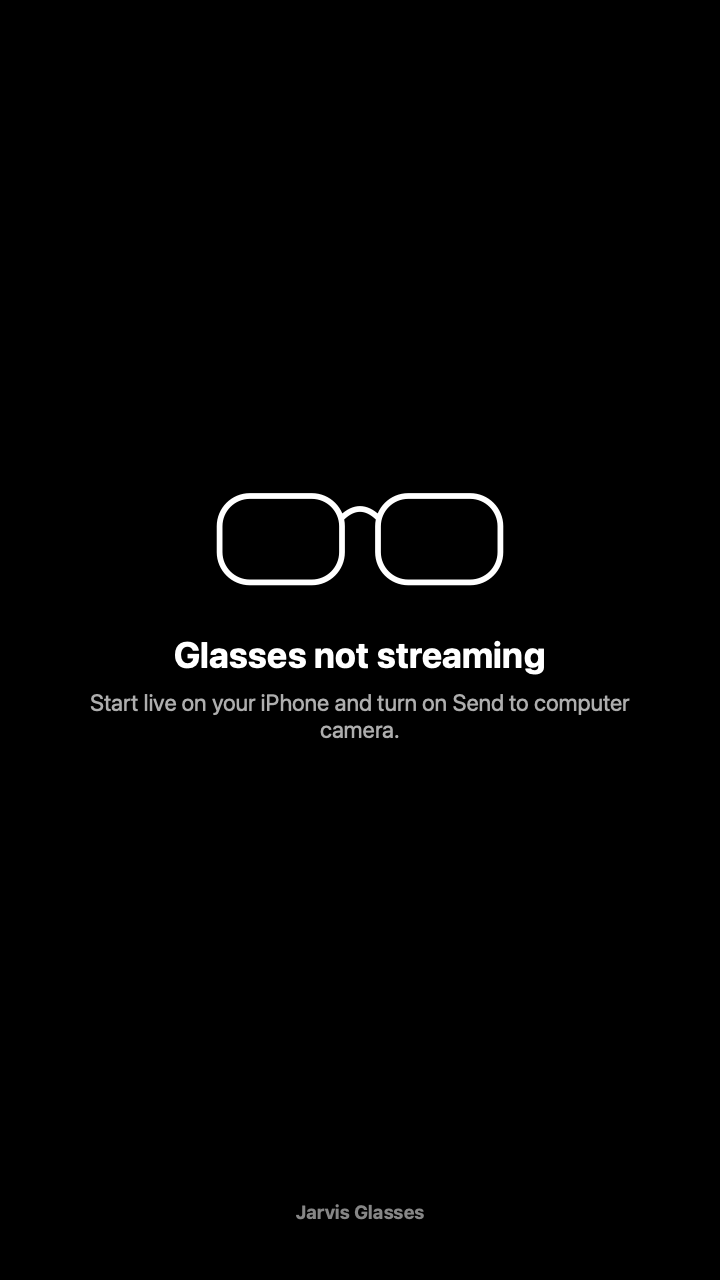 Glasses not streaming
Start live on your iPhone and turn on Send to computer
camera.
Jarvis Glasses